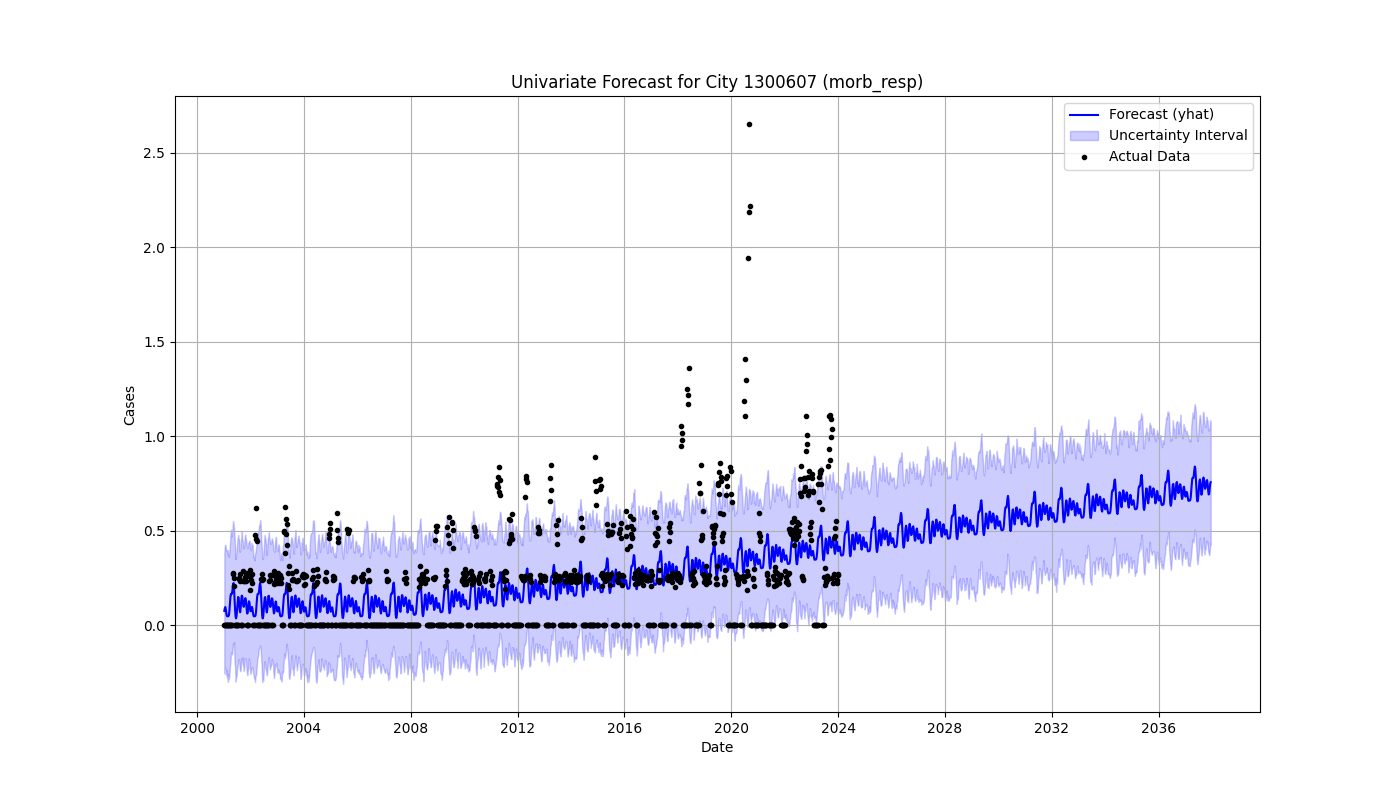 Univariate Forecast for City 1300607 (morb_resp)
Forecast (yhat)
Uncertainty Interval
Actual Data
2.5
2.0
1.5
1.0
0.5
0.0
Cases
2000 2004 2008 2012 2016 2020 2024 2028 2032 2036
Date